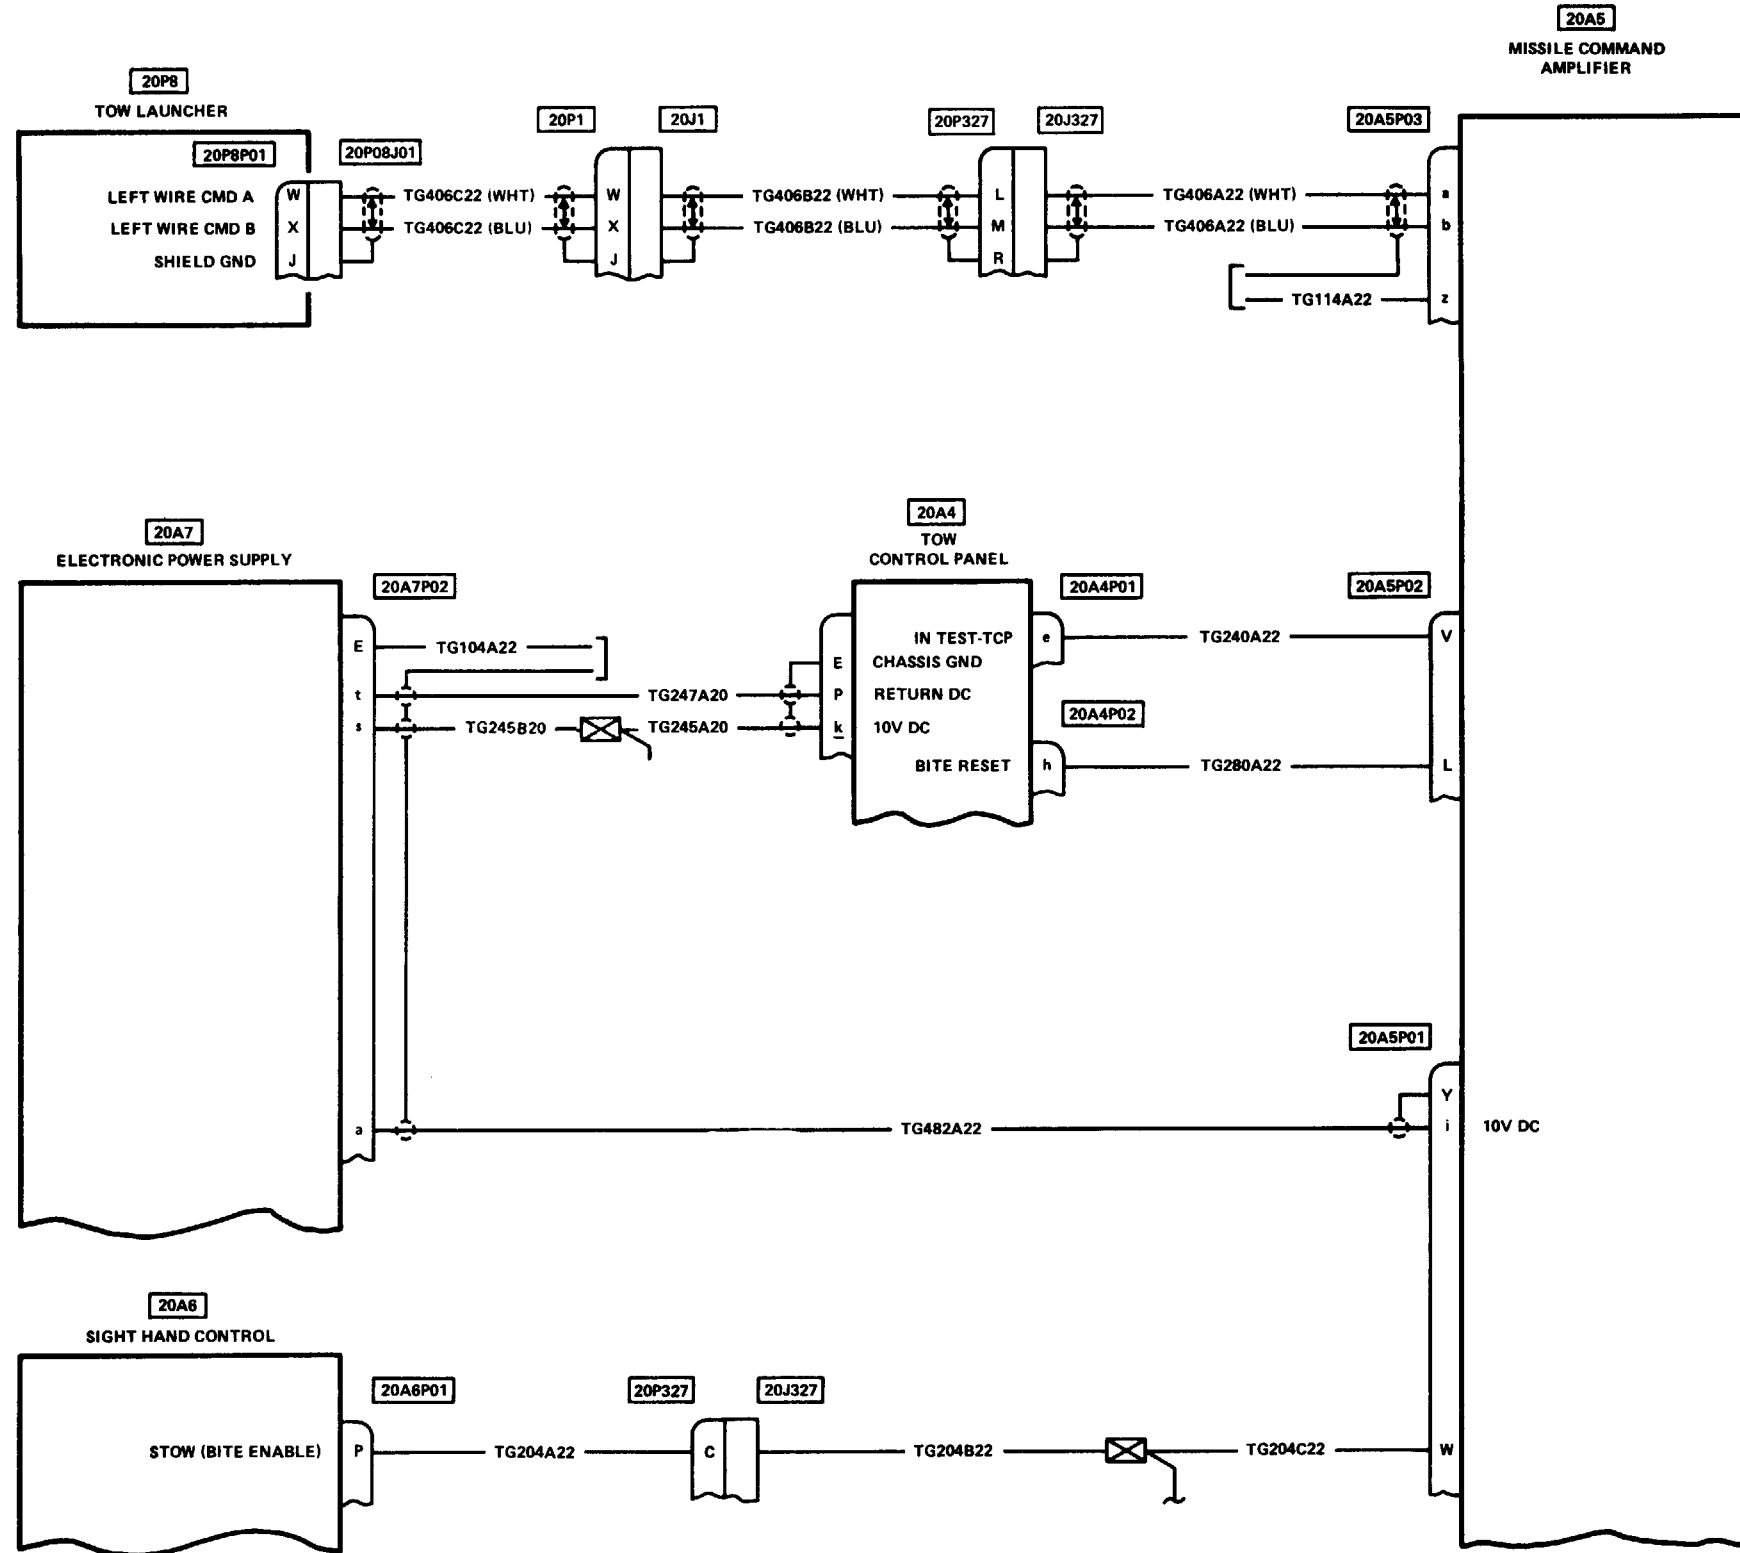 20A5
MISSILE COMMAND
AMPLIFIER
20P8
TOW LAUNCHER
20P8P01
20P08J01
20P1
20J1
20P327
20J327
20A5P03
LEFT WIRE CMD A
W
TG406C22 (WHT)
W
TG406B22 (WHT)
L
TG406A22 (WHT)
a
LEFT WIRE CMD B
X
TG406C22 (BLU)
X
TG406B22 (BLU)
M
TG406A22 (BLU)
b
SHIELD GND
J
J
R
TG114A22
z
20A7
ELECTRONIC POWER SUPPLY
20A4
TOW
CONTROL PANEL
20A7P02
20A4P01
20A5P02
E
TG104A22
IN TEST-TCP
e
TG240A22
V
E
CHASSIS GND
t
TG247A20
P
RETURN DC
s
TG245B20
TG245A20
k
10V DC
20A4P02
BITE RESET
h
TG280A22
L
20A5P01
Y
a
TG482A22
i
10V DC
20A6
SIGHT HAND CONTROL
20A6P01
20P327
20J327
STOW (BITE ENABLE)
P
TG204A22
C
TG204B22
TG204C22
W